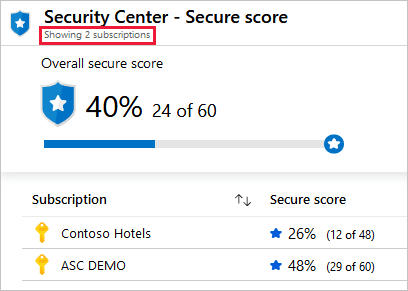 Security Center - Secure score
Showing 2 subscriptions
Overall secure score
40% 24 of 60
Subscription Secure score
Contoso Hotels 26% (12 of 48)
ASC DEMO 48% (29 of 60)